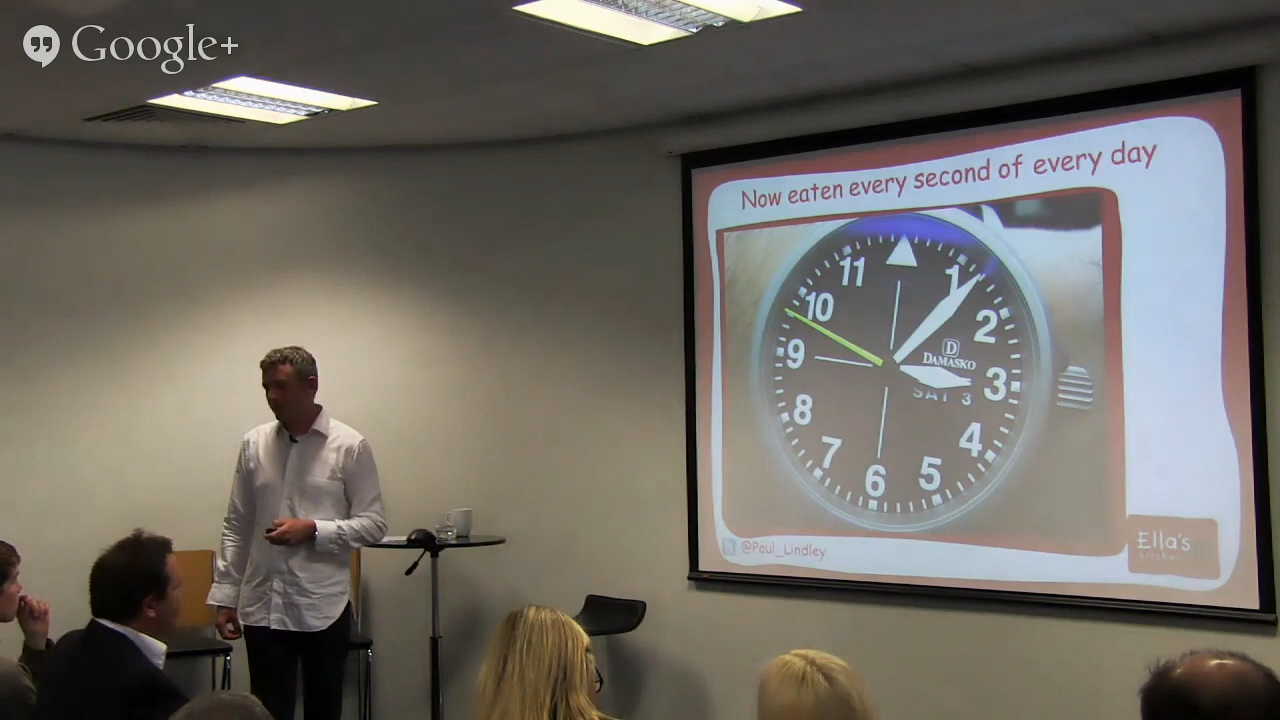 Google+
Now eaten every second of every day
11
1
10
2
D
DAMASKO
9
3
SAT 3
8
4
7
5
6
@Paul_Lindley
Ella's
kitchen